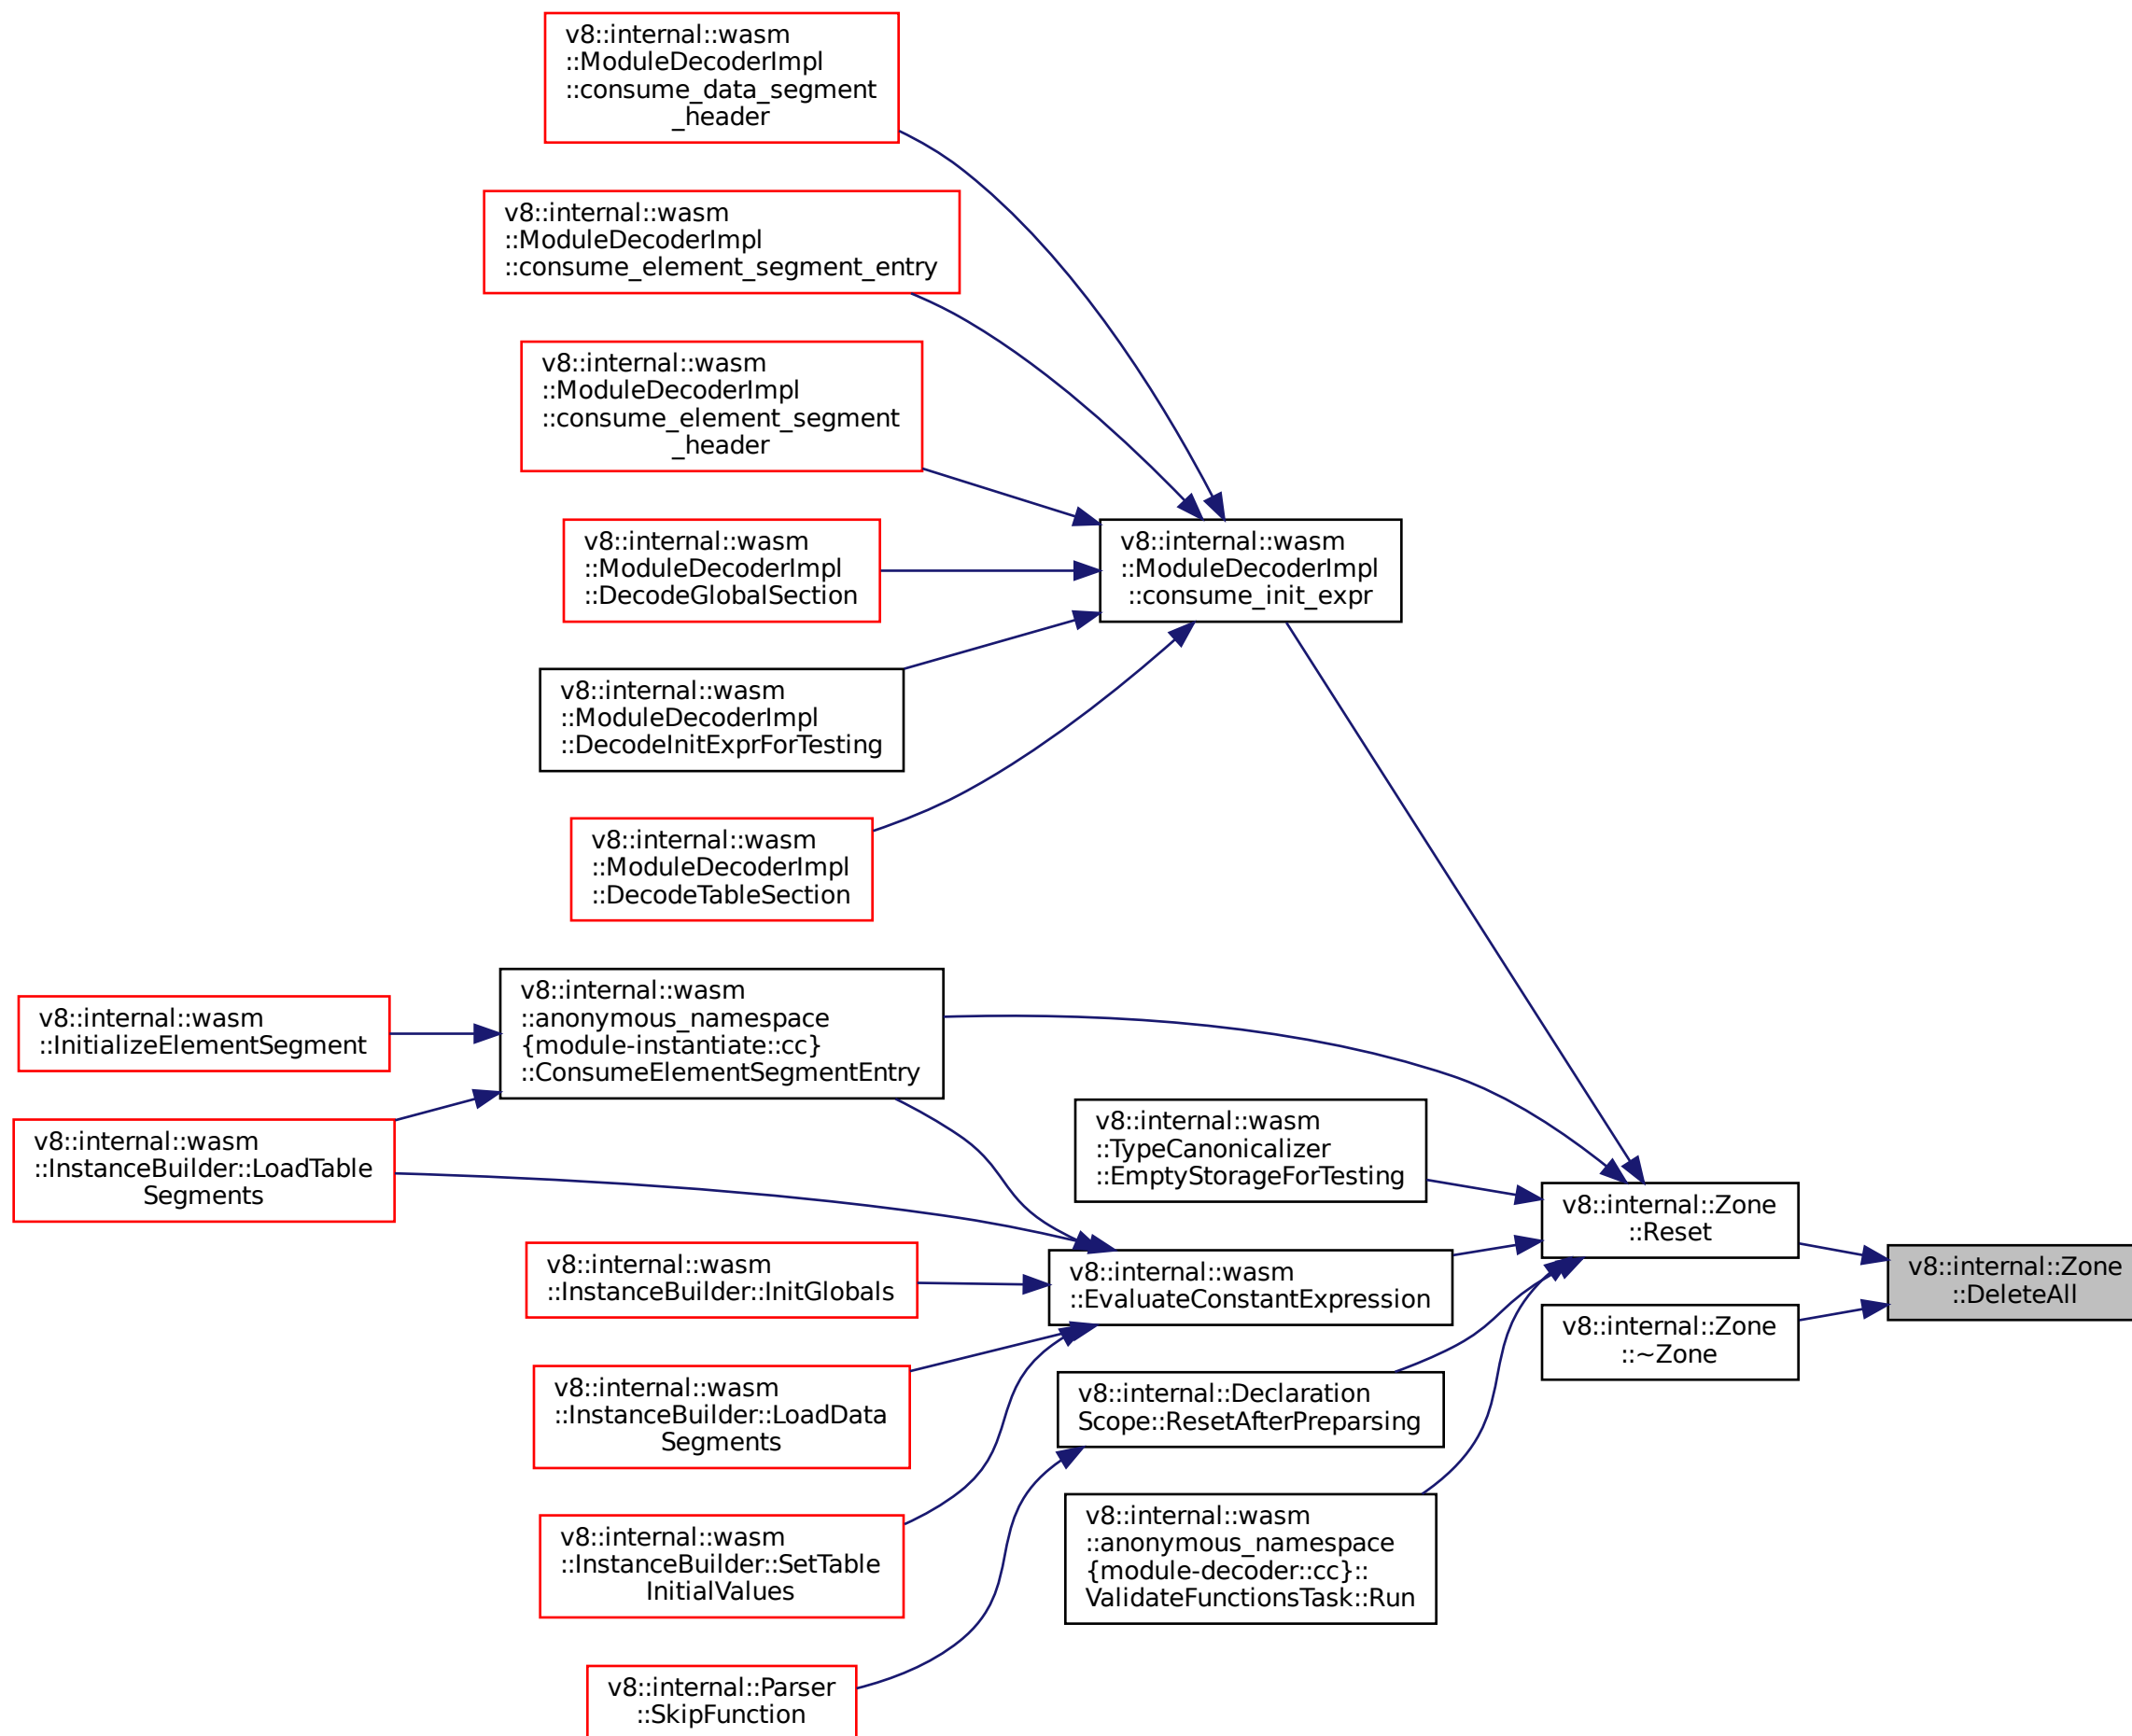 v8::internal::wasm
::ModuleDecoderImpl
::consume_data_segment
_header
v8::internal::wasm
::ModuleDecoderImpl
::consume_element_segment_entry
v8::internal::wasm
::ModuleDecoderImpl
::consume_element_segment
_header
v8::internal::wasm
::ModuleDecoderImpl
::DecodeGlobalSection
v8::internal::wasm
::ModuleDecoderImpl
::consume_init_expr
v8::internal::wasm
::ModuleDecoderImpl
::DecodeInitExprForTesting
v8::internal::wasm
::ModuleDecoderImpl
::DecodeTableSection
v8::internal::wasm
::InitializeElementSegment
v8::internal::wasm
::anonymous_namespace
{module-instantiate::cc}
::ConsumeElementSegmentEntry
v8::internal::wasm
::InstanceBuilder::LoadTable
Segments
v8::internal::wasm
::TypeCanonicalizer
::EmptyStorageForTesting
v8::internal::Zone
::Reset
v8::internal::Zone
::DeleteAll
v8::internal::wasm
::InstanceBuilder::InitGlobals
v8::internal::wasm
::EvaluateConstantExpression
v8::internal::Zone
::~Zone
v8::internal::wasm
::InstanceBuilder::LoadData
Segments
v8::internal::Declaration
Scope::ResetAfterPreparsing
v8::internal::wasm
::InstanceBuilder::SetTable
InitialValues
v8::internal::wasm
::anonymous_namespace
{module-decoder::cc}::
ValidateFunctionsTask::Run
v8::internal::Parser
::SkipFunction